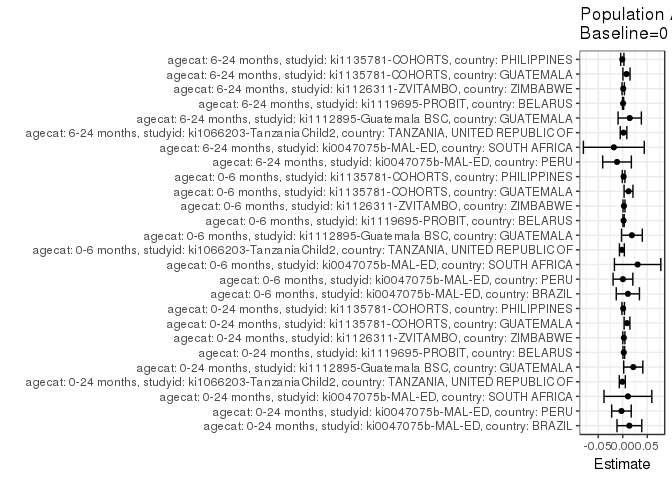 Population
Baseline=0
agecat: 6-24 months, studyid: ki1135781-COHORTS, country: PHILIPPINES
agecat: 6-24 months, studyid: ki1135781-COHORTS, country: GUATEMALA
agecat: 6-24 months, studyid: ki1126311-ZVITAMBO, country: ZIMBABWE
agecat: 6-24 months, studyid: ki1119695-PROBIT, country: BELARUS
agecat: 6-24 months, studyid: ki1112895-Guatemala BSC, country: GUATEMALA
agecat: 6-24 months, studyid: ki1066203-TanzaniaChild2, country: TANZANIA, UNITED REPUBLIC OF
agecat: 6-24 months, studyid: ki0047075b-MAL-ED, country: SOUTH AFRICA
agecat: 6-24 months, studyid: ki0047075b-MAL-ED, country: PERU
agecat: 0-6 months, studyid: ki1135781-COHORTS, country: PHILIPPINES
agecat: 0-6 months, studyid: ki1135781-COHORTS, country: GUATEMALA
agecat: 0-6 months, studyid: ki1126311-ZVITAMBO, country: ZIMBABWE
agecat: 0-6 months, studyid: ki1119695-PROBIT, country: BELARUS
agecat: 0-6 months, studyid: ki1112895-Guatemala BSC, country: GUATEMALA
agecat: 0-6 months, studyid: ki1066203-TanzaniaChild2, country: TANZANIA, UNITED REPUBLIC OF
agecat: 0-6 months, studyid: ki0047075b-MAL-ED, country: SOUTH AFRICA
agecat: 0-6 months, studyid: ki0047075b-MAL-ED, country: PERU
agecat: 0-6 months, studyid: ki0047075b-MAL-ED, country: BRAZIL
agecat: 0-24 months, studyid: ki1135781-COHORTS, country: PHILIPPINES
agecat: 0-24 months, studyid: ki1135781-COHORTS, country: GUATEMALA
agecat: 0-24 months, studyid: ki1126311-ZVITAMBO, country: ZIMBABWE
agecat: 0-24 months, studyid: ki1119695-PROBIT, country: BELARUS
agecat: 0-24 months, studyid: ki1112895-Guatemala BSC, country: GUATEMALA
agecat: 0-24 months, studyid: ki1066203-TanzaniaChild2, country: TANZANIA, UNITED REPUBLIC OF
agecat: 0-24 months, studyid: ki0047075b-MAL-ED, country: SOUTH AFRICA
agecat: 0-24 months, studyid: ki0047075b-MAL-ED, country: PERU
agecat: 0-24 months, studyid: ki0047075b-MAL-ED, country: BRAZIL
-0.05 0.00 0.05
Estimate